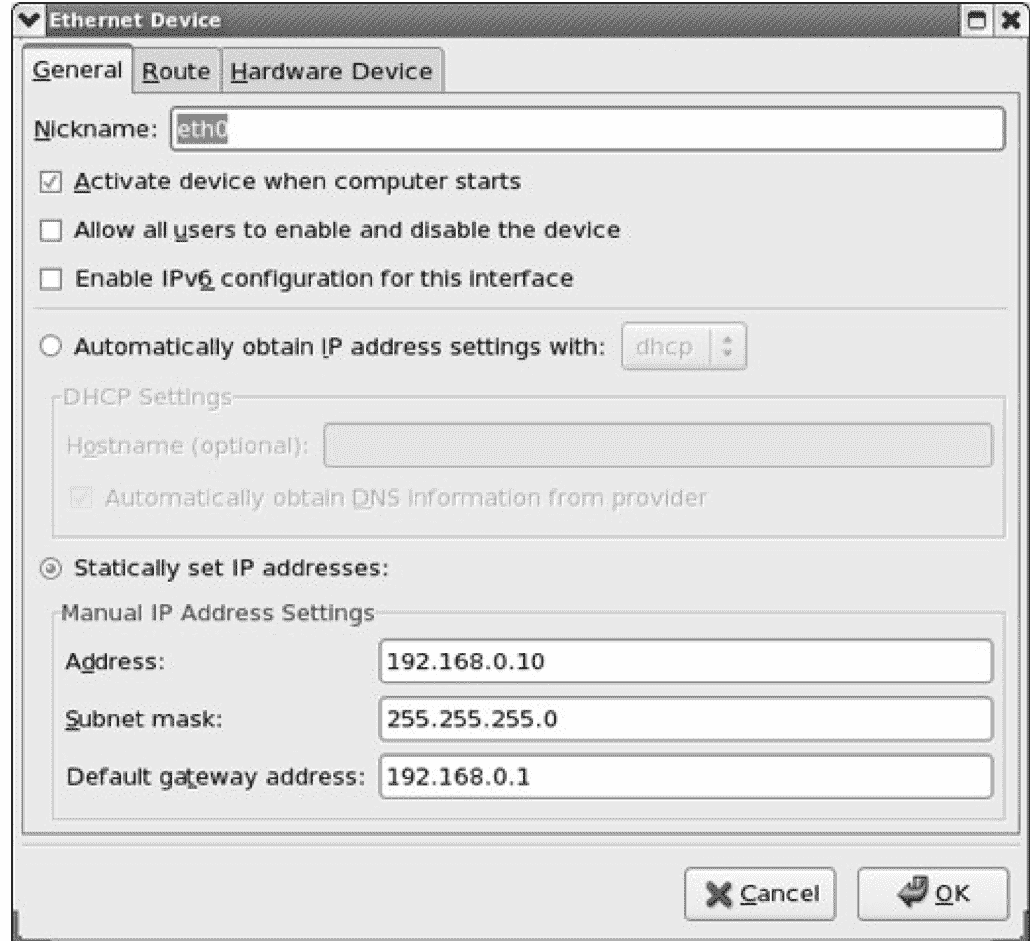 Ethernet Device
General Route Hardware Device
Nickname: eth0
Activate device when computer starts
Allow all users to enable and disable the device
Enable IPv6 configuration for this interface
Automatically obtain IP address settings with: dhcp
DHCP Settings
Hostname (optional):
Automatically obtain DNS information from provider
Statically set IP addresses:
Manual IP Address Settings
Address: 192.168.0.10
Subnet mask: 255.255.255.0
Default gateway address: 192.168.0.1
Cancel OK